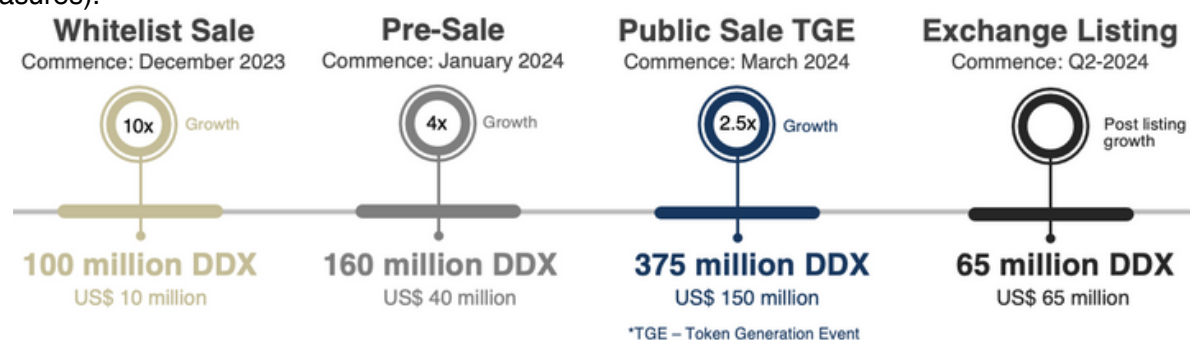 asures).
Whitelist Sale
Commence: December 2023
10x
Growth
100 million DDX
US$ 10 million
Pre-Sale
Commence: January 2024
4x
Growth
160 million DDX
US$ 40 million
Public Sale TGE
Commence: March 2024
2.5x
Growth
375 million DDX
US$ 150 million
*TGE – Token Generation Event
Exchange Listing
Commence: Q2-2024
Post listing
growth
65 million DDX
US$ 65 million